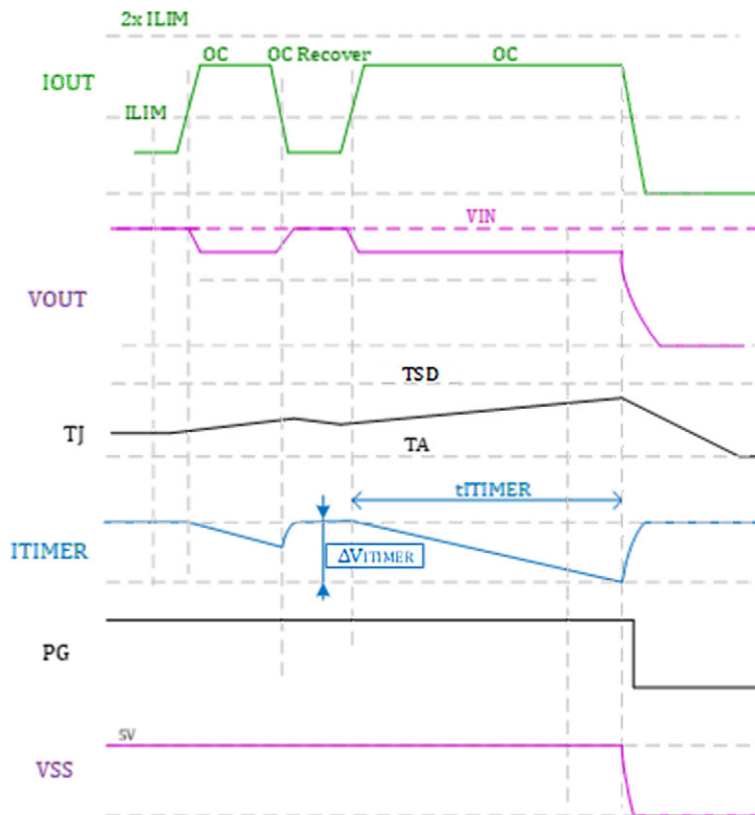 2x ILIM
OC OC Recover OC
IOUT
ILIM
VIN
VOUT
TSD
TJ
TA
tITIMER
ITIMER
ΔVITIMER
PG
5V
VSS